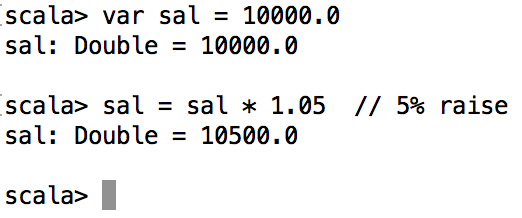 scala> var sal = 10000.0
sal: Double = 10000.0
scala> sal = sal * 1.05  // 5% raise
sal: Double = 10500.0
scala>